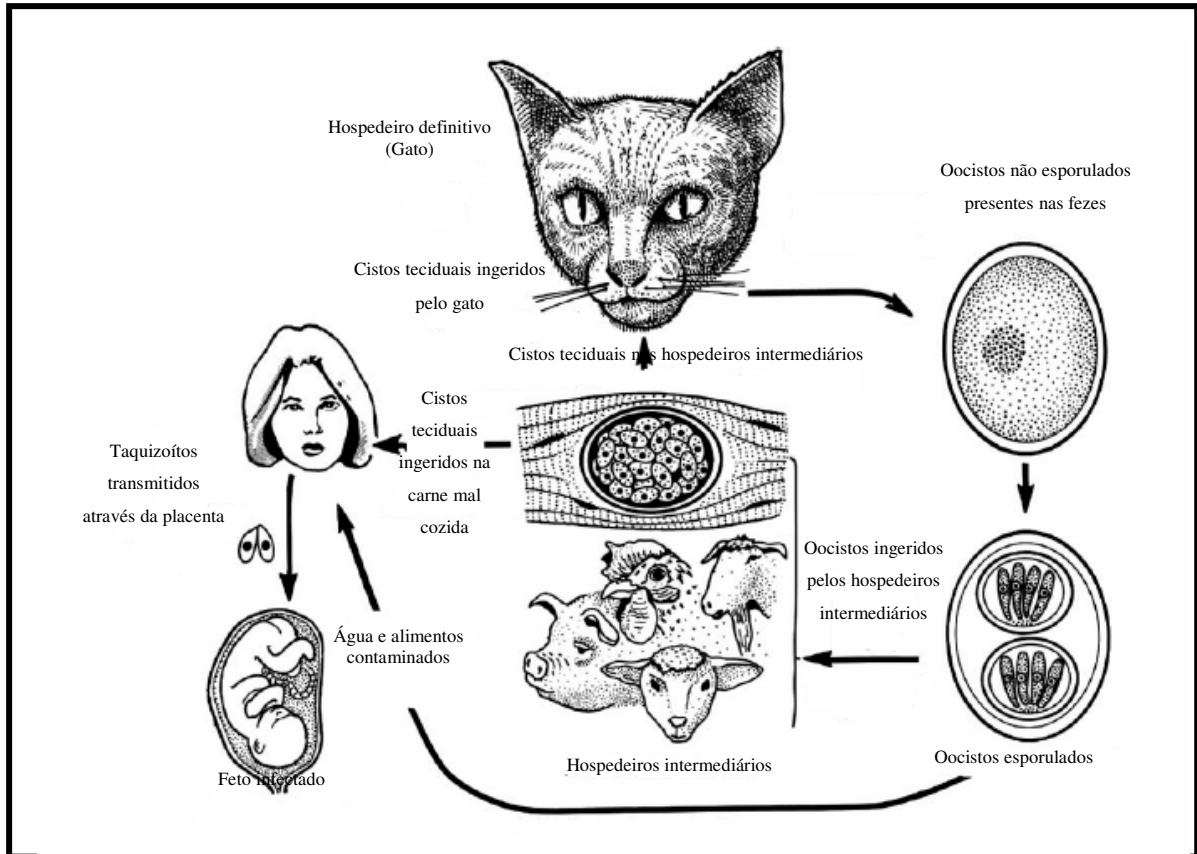 Hospedeiro definitivo
(Gato)
Oocistos não esporulados
presentes nas fezes
Cistos teciduais ingeridos
pelo gato
Cistos teciduais nos hospedeiros intermediários
Cistos
teciduais
ingeridos na
carne mal
cozida
Taquizoítos
transmitidos
através da placenta
Oocistos ingeridos
pelos hospedeiros
intermediários
Água e alimentos
contaminados
Feto infectado
Hospedeiros intermediários
Oocistos esporulados